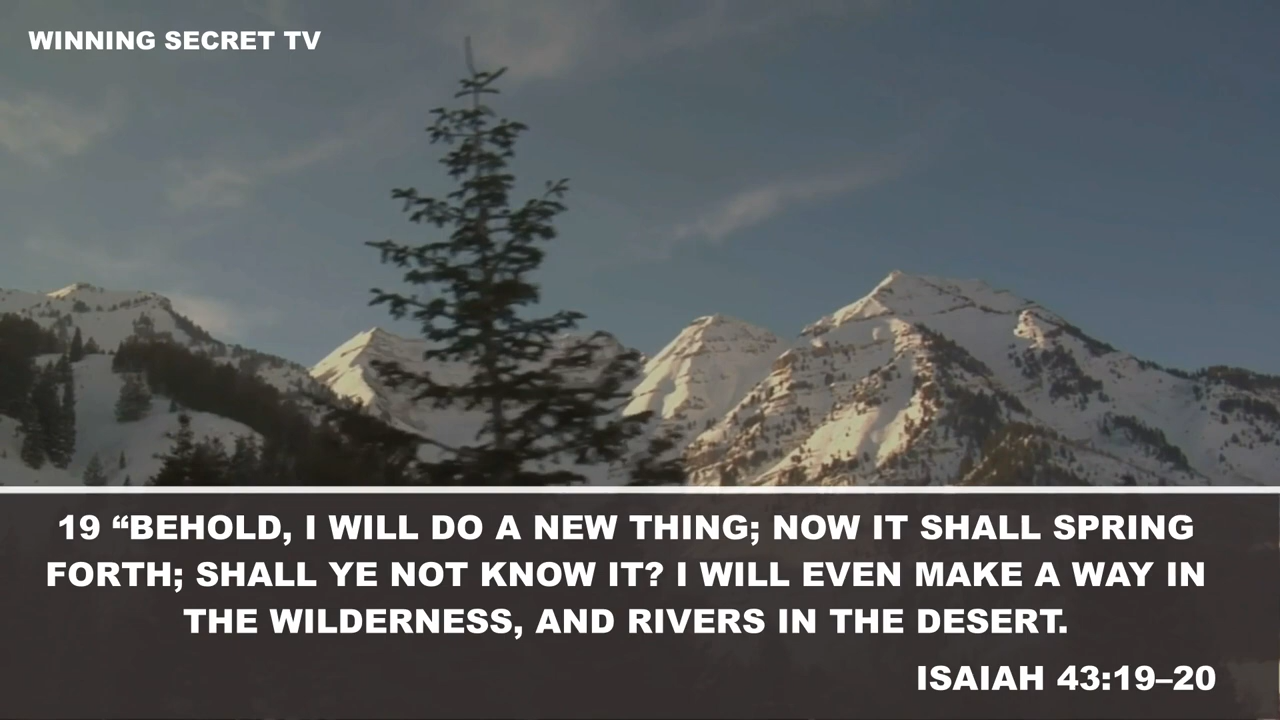 WINNING SECRET TV
19 “BEHOLD, I WILL DO A NEW THING; NOW IT SHALL SPRING
FORTH; SHALL YE NOT KNOW IT? I WILL EVEN MAKE A WAY IN
THE WILDERNESS, AND RIVERS IN THE DESERT.
ISAIAH 43:19–20